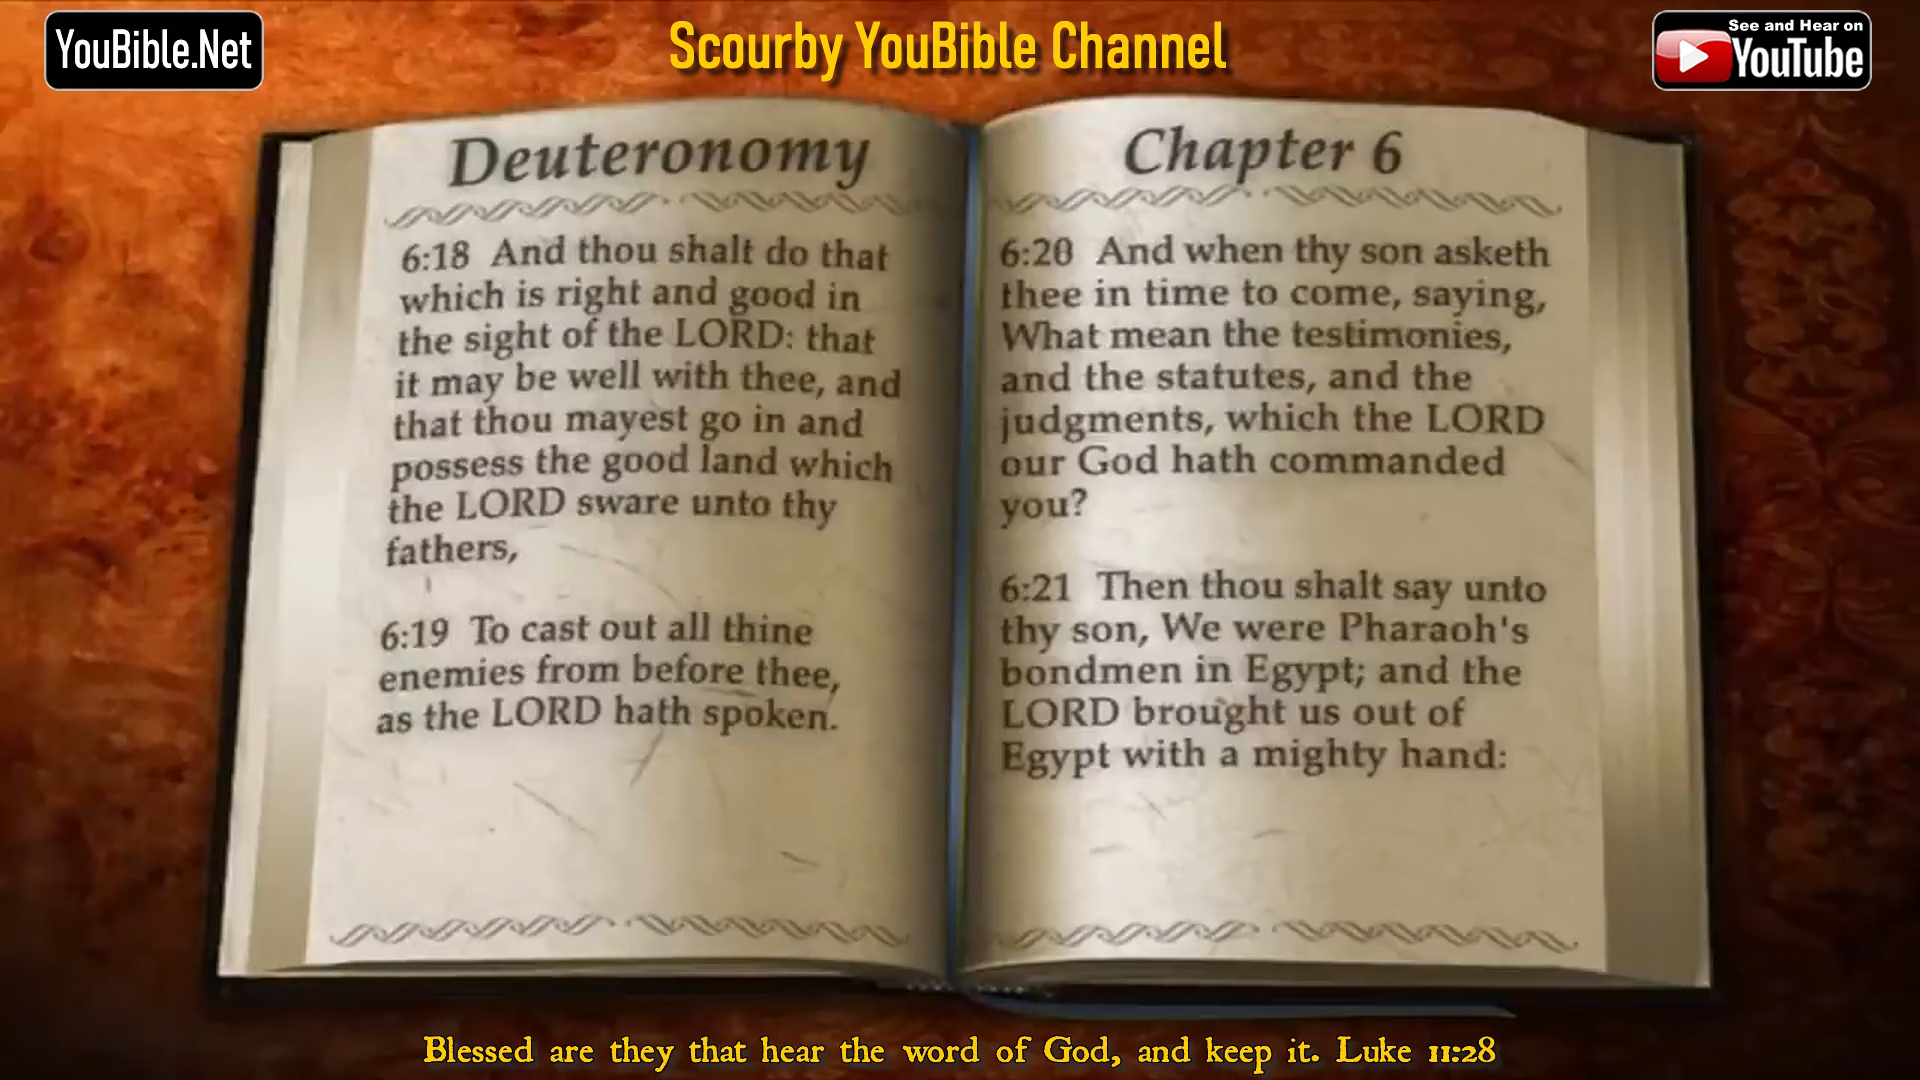 YouBible.Net
Scourby YouBible Channel
See and Hear on
YouTube
Deuteronomy
6:18 And thou shalt do that
which is right and good in
the sight of the LORD: that
it may be well with thee, and
that thou mayest go in and
possess the good land which
the LORD sware unto thy
fathers,
6:19 To cast out all thine
enemies from before thee,
as the LORD hath spoken.
Chapter 6
6:20 And when thy son asketh
thee in time to come, saying,
What mean the testimonies,
and the statutes, and the
judgments, which the LORD
our God hath commanded
you?
6:21 Then thou shalt say unto
thy son, We were Pharaoh's
bondmen in Egypt; and the
LORD brought us out of
Egypt with a mighty hand:
Blessed are they that hear the word of God, and keep it. Luke 11:28